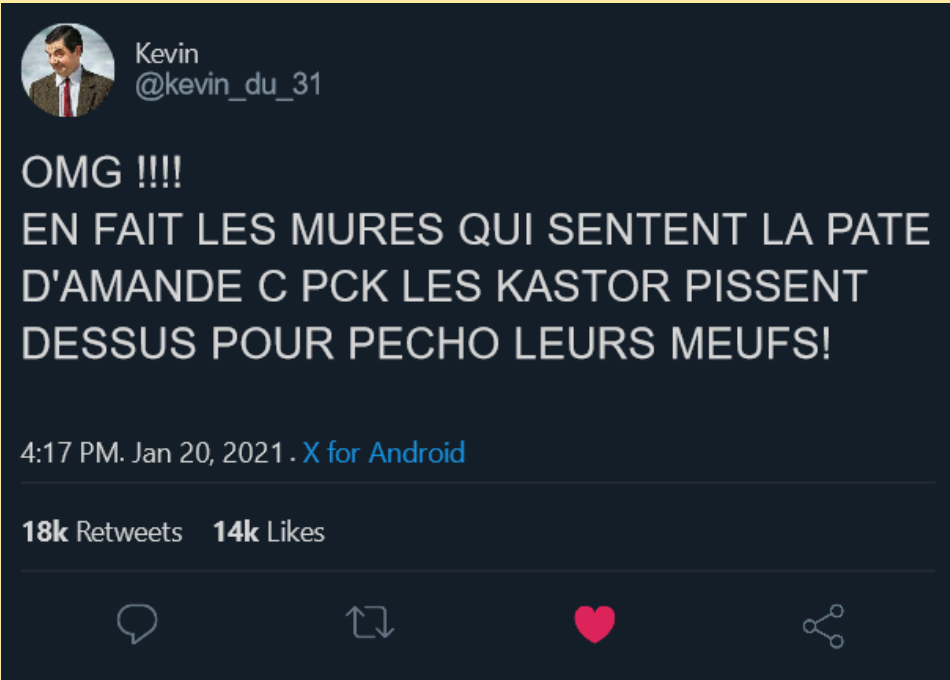 Kevin
@kevin_du_31
OMG !!!!
EN FAIT LES MURES QUI SENTENT LA PATE
D'AMANDE C PCK LES KASTOR PISSENT
DESSUS POUR PECHO LEURS MEUFS!
4:17 PM. Jan 20, 2021 . X for Android
18k Retweets 14k Likes